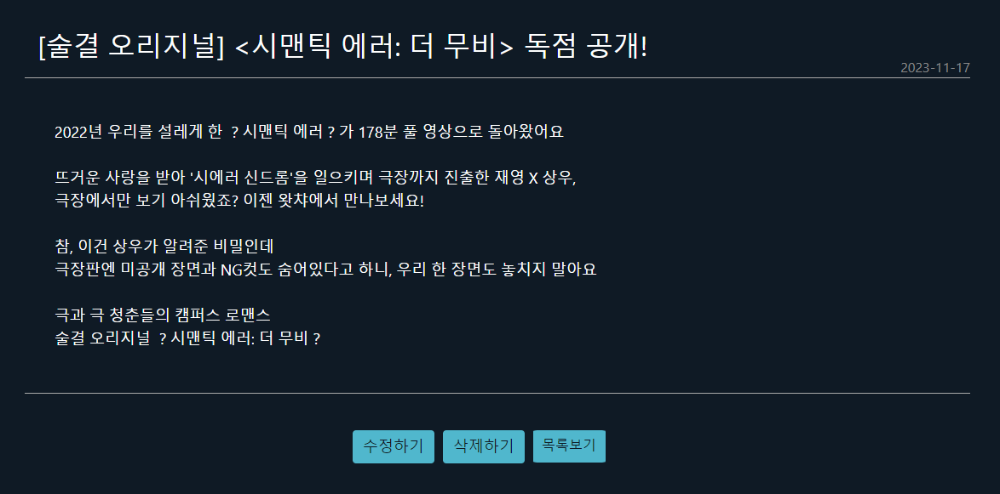 [술결 오리지널] <시맨틱 에러: 더 무비> 독점 공개!
2023-11-17
2022년 우리를 설레게 한 ? 시맨틱 에러 ? 가 178분 풀 영상으로 돌아왔어요
뜨거운 사랑을 받아 '시에러 신드롬'을 일으키며 극장까지 진출한 재영 X 상우,
극장에서만 보기 아쉬웠죠? 이젠 왓챠에서 만나보세요!
참, 이건 상우가 알려준 비밀인데
극장판엔 미공개 장면과 NG컷도 숨어있다고 하니, 우리 한 장면도 놓치지 말아요
극과 극 청춘들의 캠퍼스 로맨스
술결 오리지널 ? 시맨틱 에러: 더 무비 ?
수정하기
삭제하기
목록보기